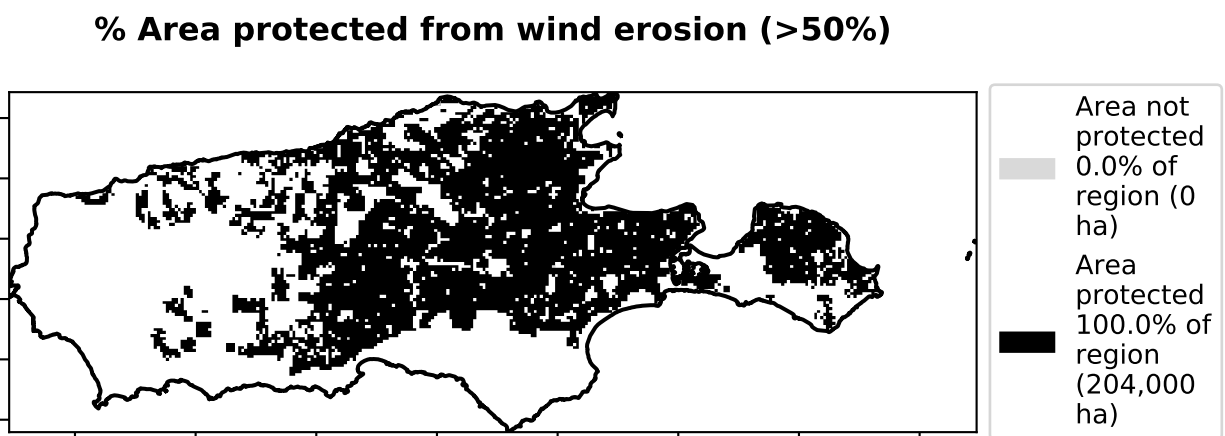 % Area protected from wind erosion (>50%)
Area not
protected
0.0% of
region (0
ha)
Area
protected
100.0% of
region
(204,000
ha)